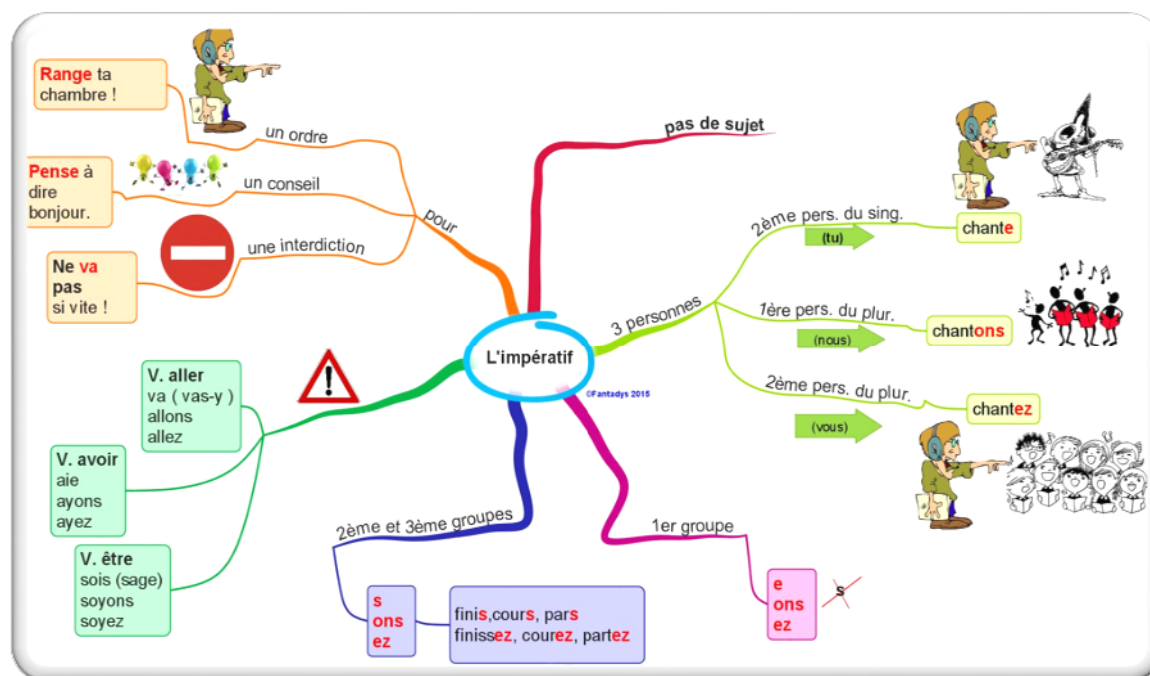 L'impératif
©Fantadys 2015
pour
un ordre
Range ta
chambre !
un conseil
Pense à
dire
bonjour.
une interdiction
Ne va
pas
si vite !
pas de sujet
3 personnes
2ème pers. du sing.
(tu)
chante
1ère pers. du plur.
(nous)
chantons
2ème pers. du plur.
(vous)
chantez
1er groupe
e
ons
ez
s
2ème et 3ème groupes
s
ons
ez
finis,cours, pars
finissez, courez, partez
V. aller
va ( vas-y )
allons
allez
V. avoir
aie
ayons
ayez
V. être
sois (sage)
soyons
soyez